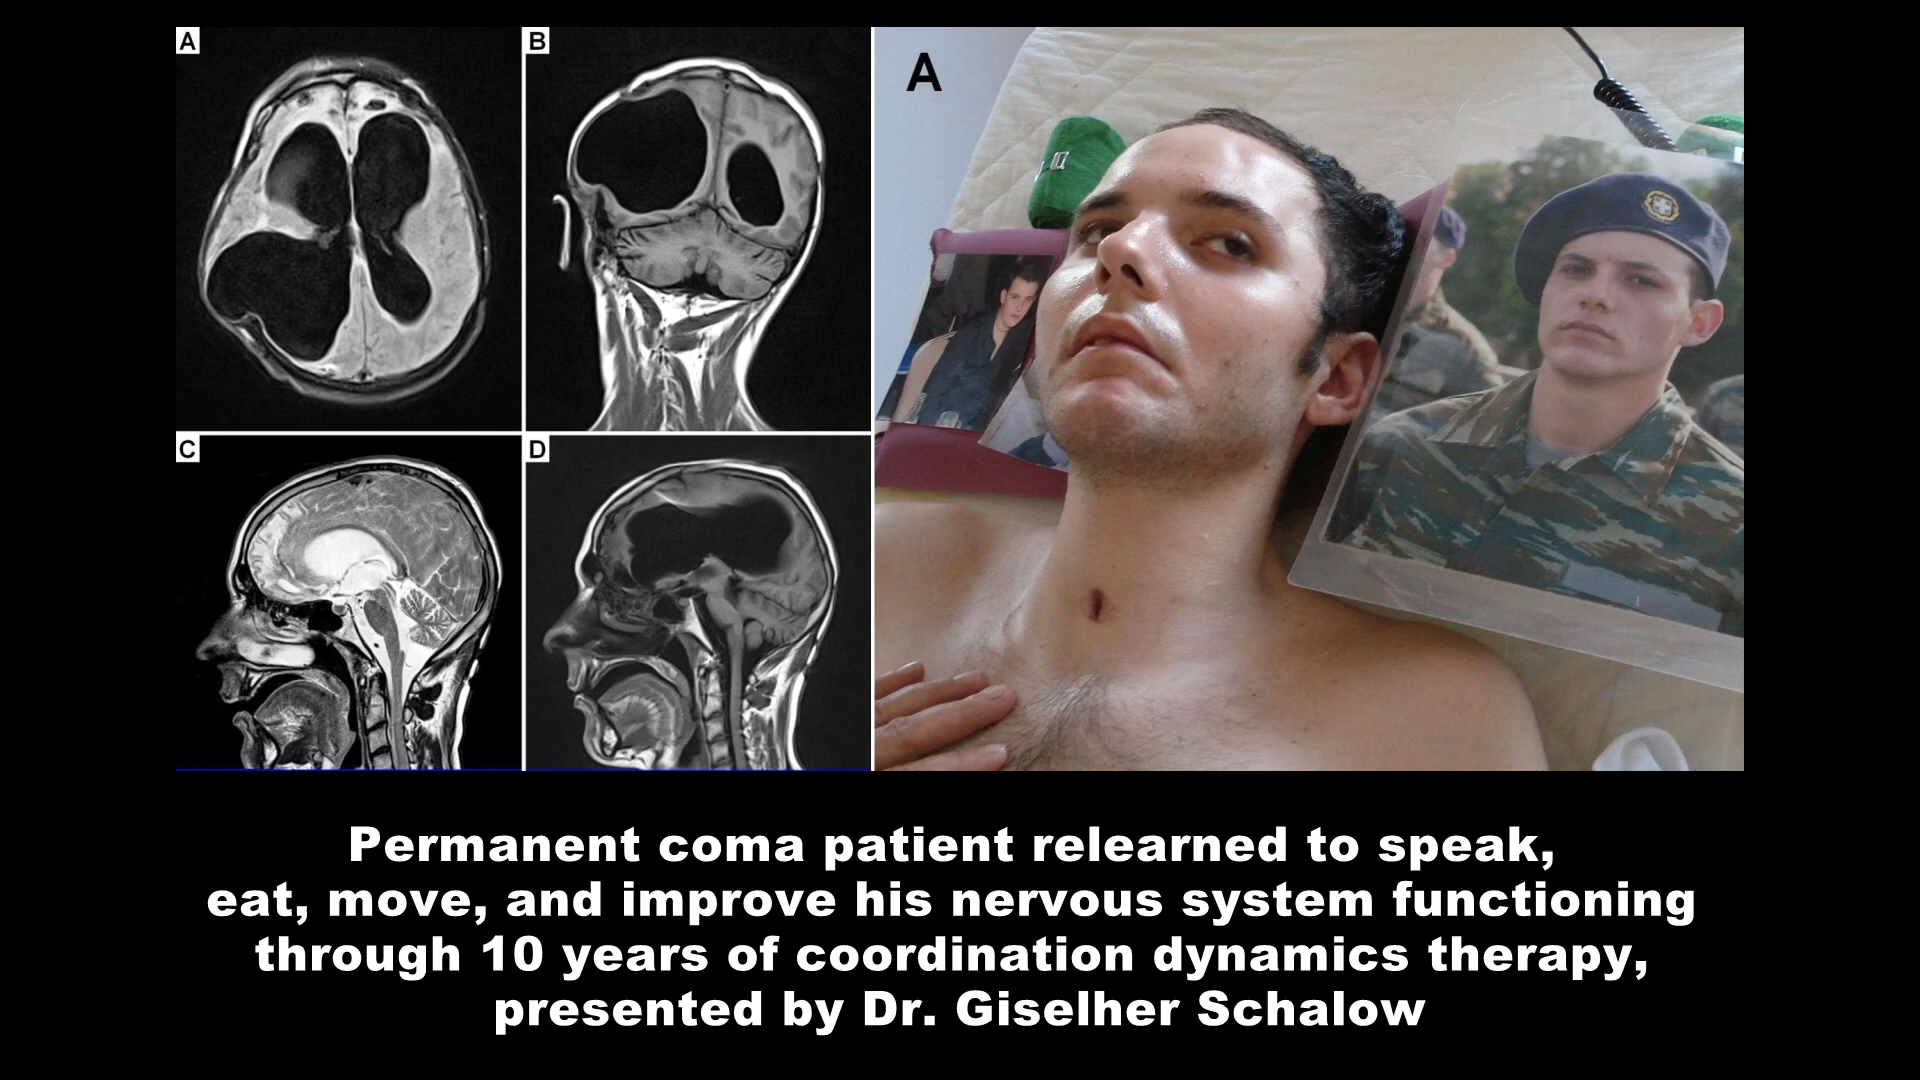 A
B
C
D
A
Permanent coma patient relearned to speak,
eat, move, and improve his nervous system functioning
through 10 years of coordination dynamics therapy,
presented by Dr. Giselher Schalow